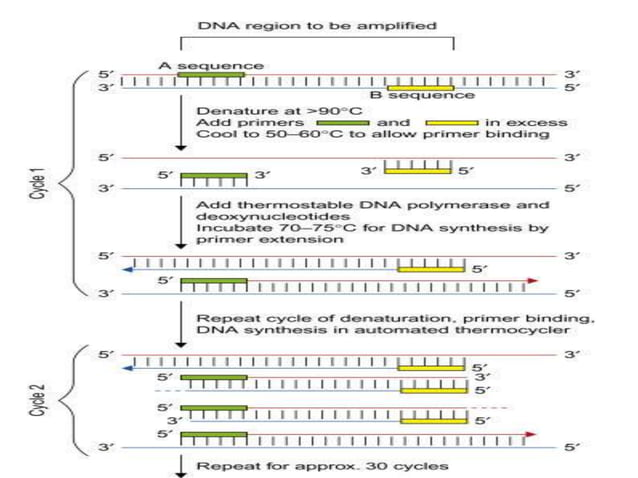 DNA region to be amplified
A sequence
5′ 3′
3′ 5′
B sequence
Denature at >90°C
Add primers and in excess
Cool to 50–60°C to allow primer binding
Cycle 1
5′ 3′
3′ 5′
5′ 3′
3′ 5′
Add thermostable DNA polymerase and
deoxynucleotides
Incubate 70–75°C for DNA synthesis by
primer extension
5′ 3′
5′
5′
3′ 5′
Repeat cycle of denaturation, primer binding,
DNA synthesis in automated thermocycler
Cycle 2
5′ 3′
5′
5′ 3′
5′
5′
3′ 5′
5′
3′ 5′
Repeat for approx. 30 cycles